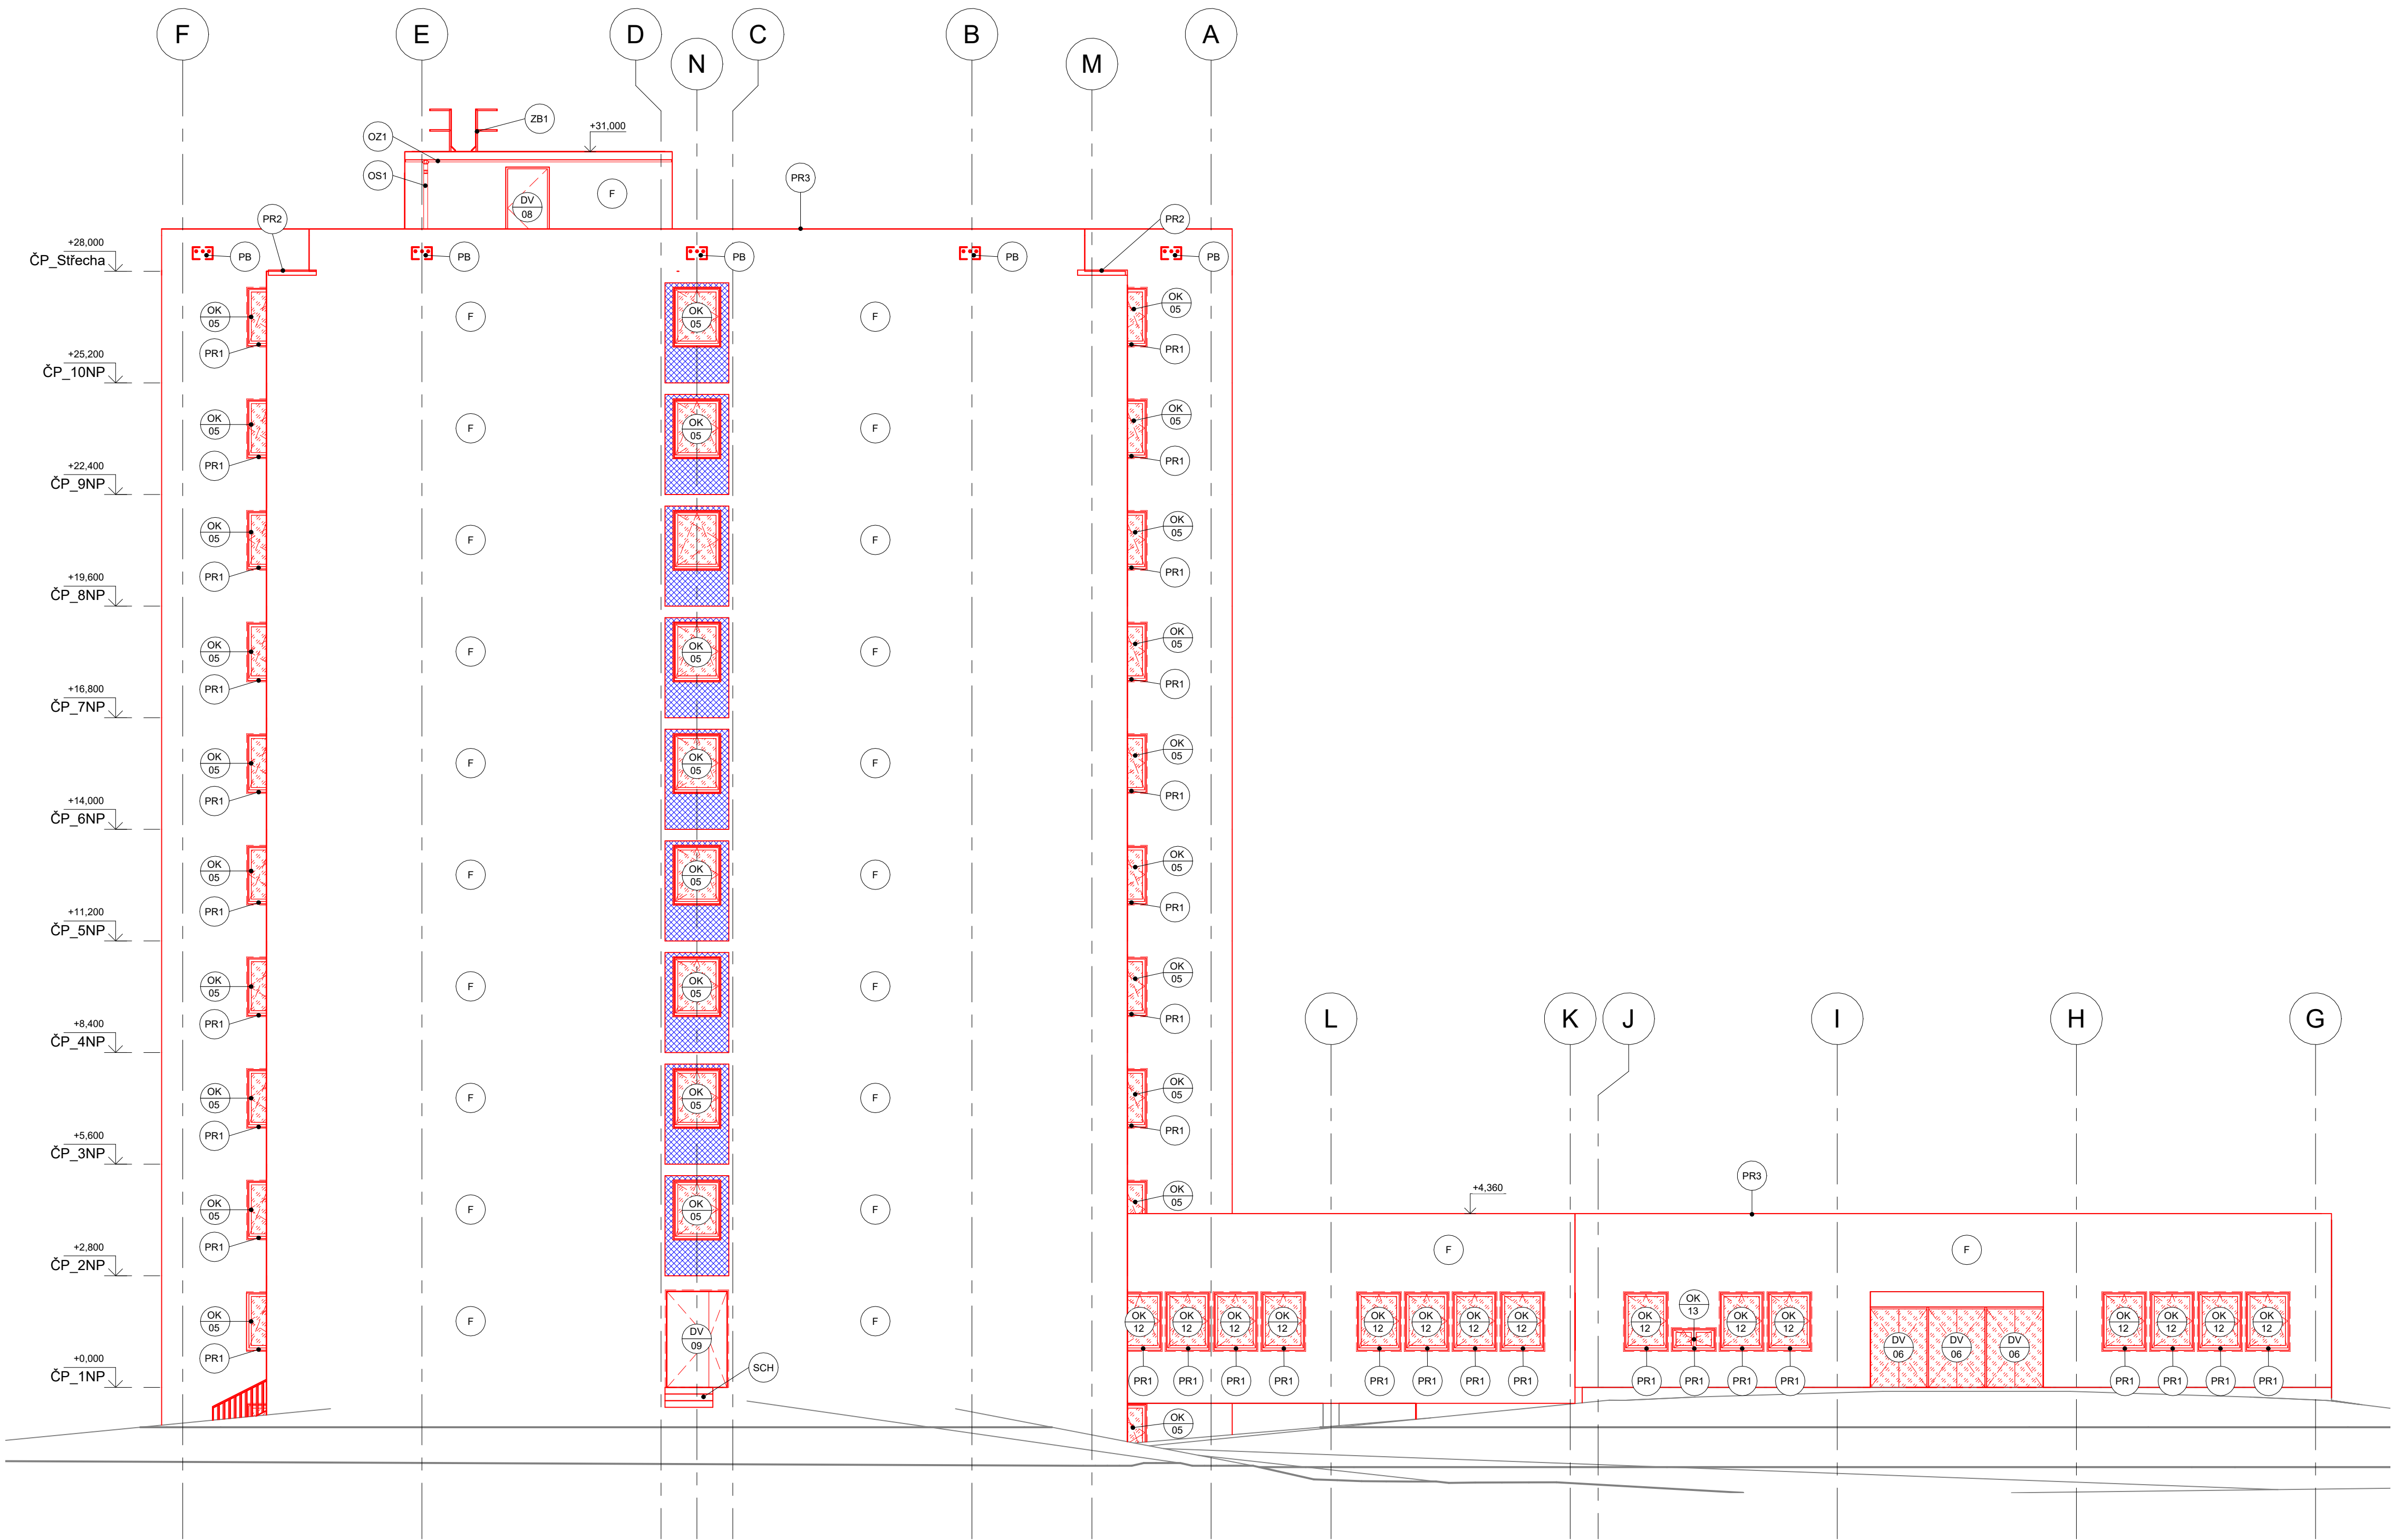 F E D C B A
N M
ZB1
+31,000
OZ1
OS1
PR3
F
DV
08
PR2 PR2
+28,000
ČP_Střecha
PB PB PB PB PB
OK
05
F
OK
05
F
OK
05
PR1 PR1
+25,200
ČP_10NP
OK
05
F
OK
05
F
OK
05
PR1 PR1
+22,400
ČP_9NP
OK
05
F
F
OK
05
PR1 PR1
+19,600
ČP_8NP
OK
05
F
OK
05
F
OK
05
PR1 PR1
+16,800
ČP_7NP
OK
05
F
OK
05
F
OK
05
PR1 PR1
+14,000
ČP_6NP
OK
05
F
OK
05
F
OK
05
PR1 PR1
+11,200
ČP_5NP
OK
05
F
OK
05
F
OK
05
PR1 PR1
L K J I H G
+8,400
ČP_4NP
OK
05
F
OK
05
F
OK
05
PR1 PR1
+5,600
ČP_3NP
PR3
+4,360
OK
05
F
OK
05
F
OK
05
PR1
F F
+2,800
ČP_2NP
OK
05
F
DV
09
F
OK
12
OK
12
OK
12
OK
12
OK
12
OK
12
OK
12
OK
12
OK
12
OK
13
OK
12
OK
12
DV
06
DV
06
DV
06
OK
12
OK
12
OK
12
OK
12
PR1
SCH
PR1 PR1 PR1 PR1 PR1 PR1 PR1 PR1 PR1 PR1 PR1 PR1 PR1 PR1 PR1 PR1
+0,000
ČP_1NP
OK
05